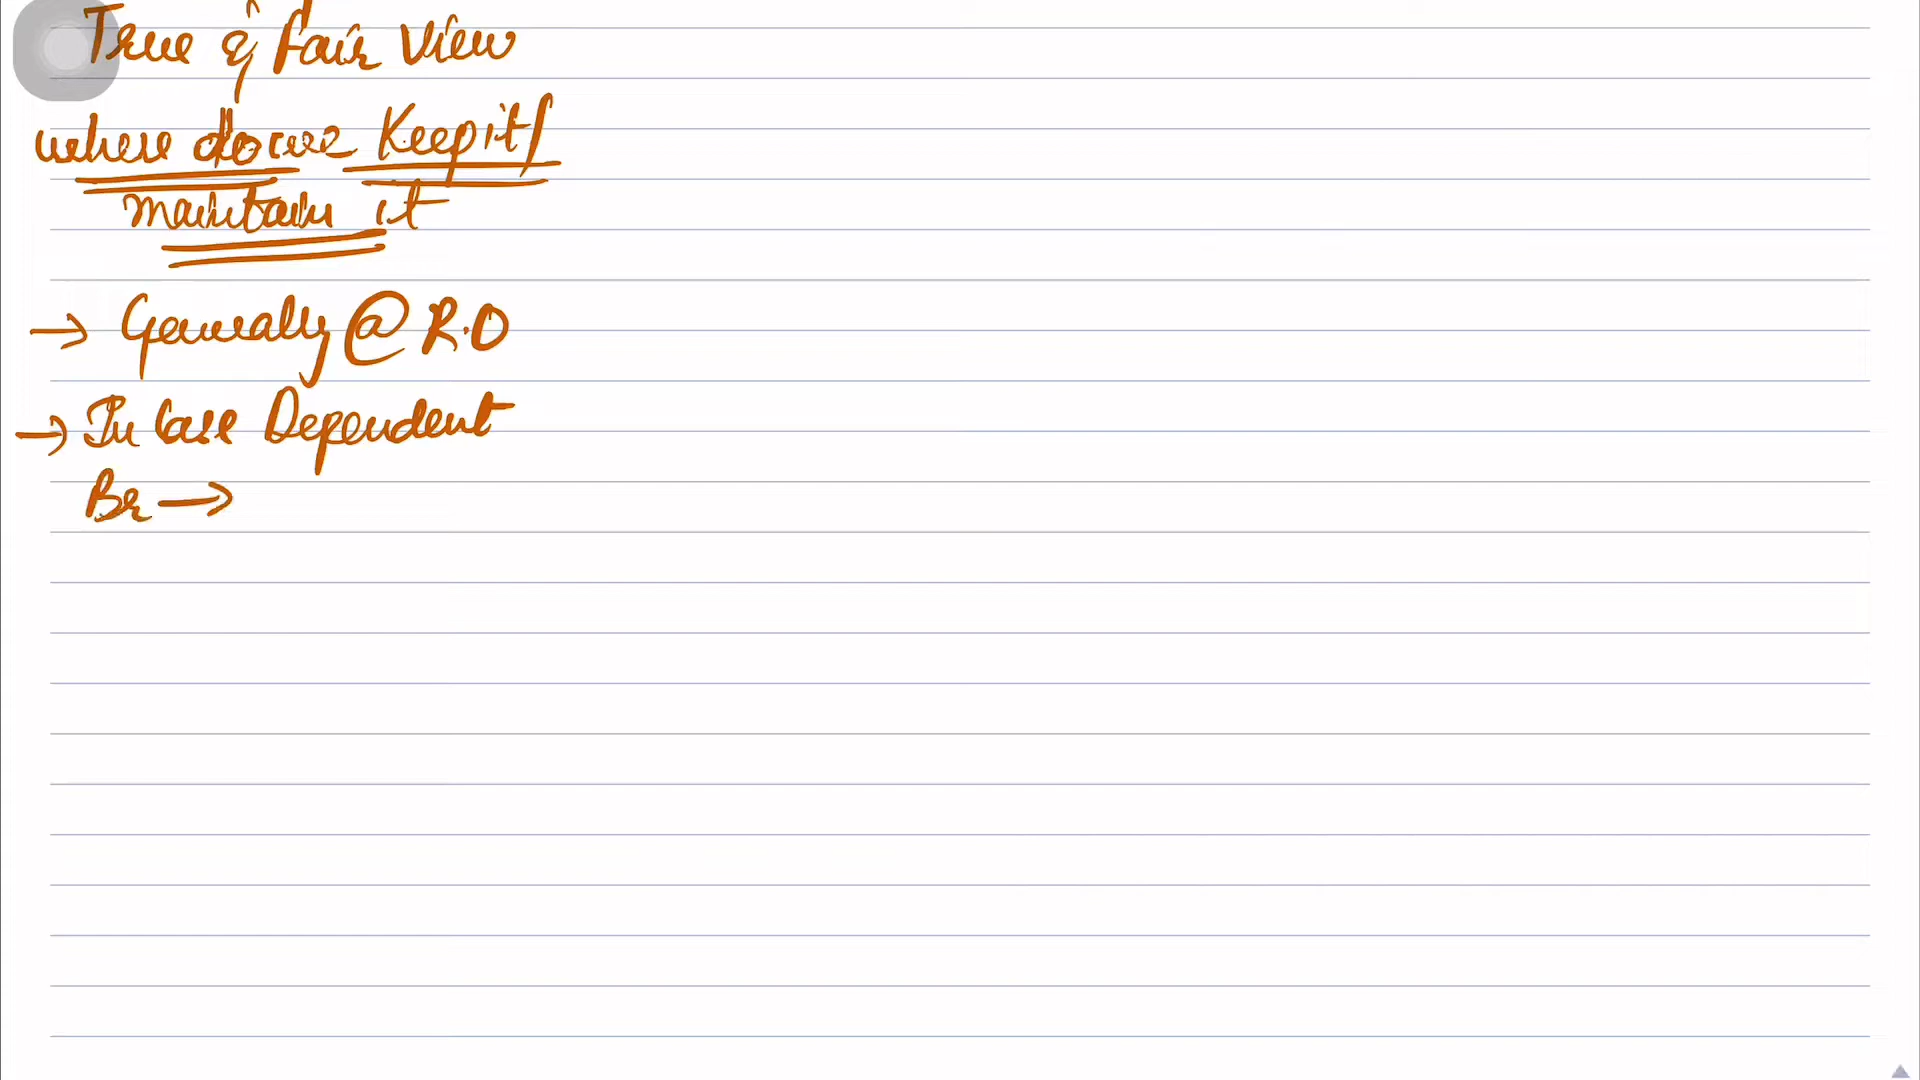 True & fair view
where do we keep it/
maintain it
→ Generally @ R.O
→ In Case Dependent
Br →